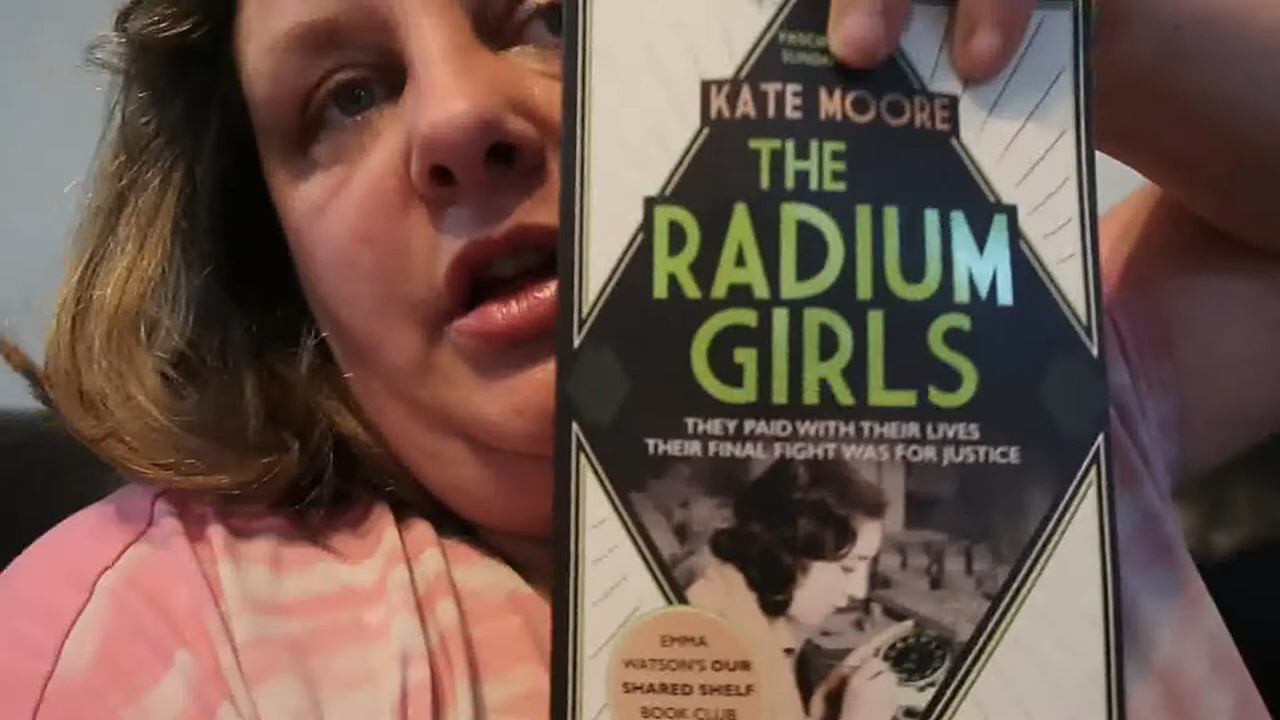 KATE MOORE
THE
RADIUM
GIRLS
THEY PAID WITH THEIR LIVES
THEIR FINAL FIGHT WAS FOR JUSTICE
EMMA
WATSON'S OUR
SHARED SHELF
BOOK CLUB